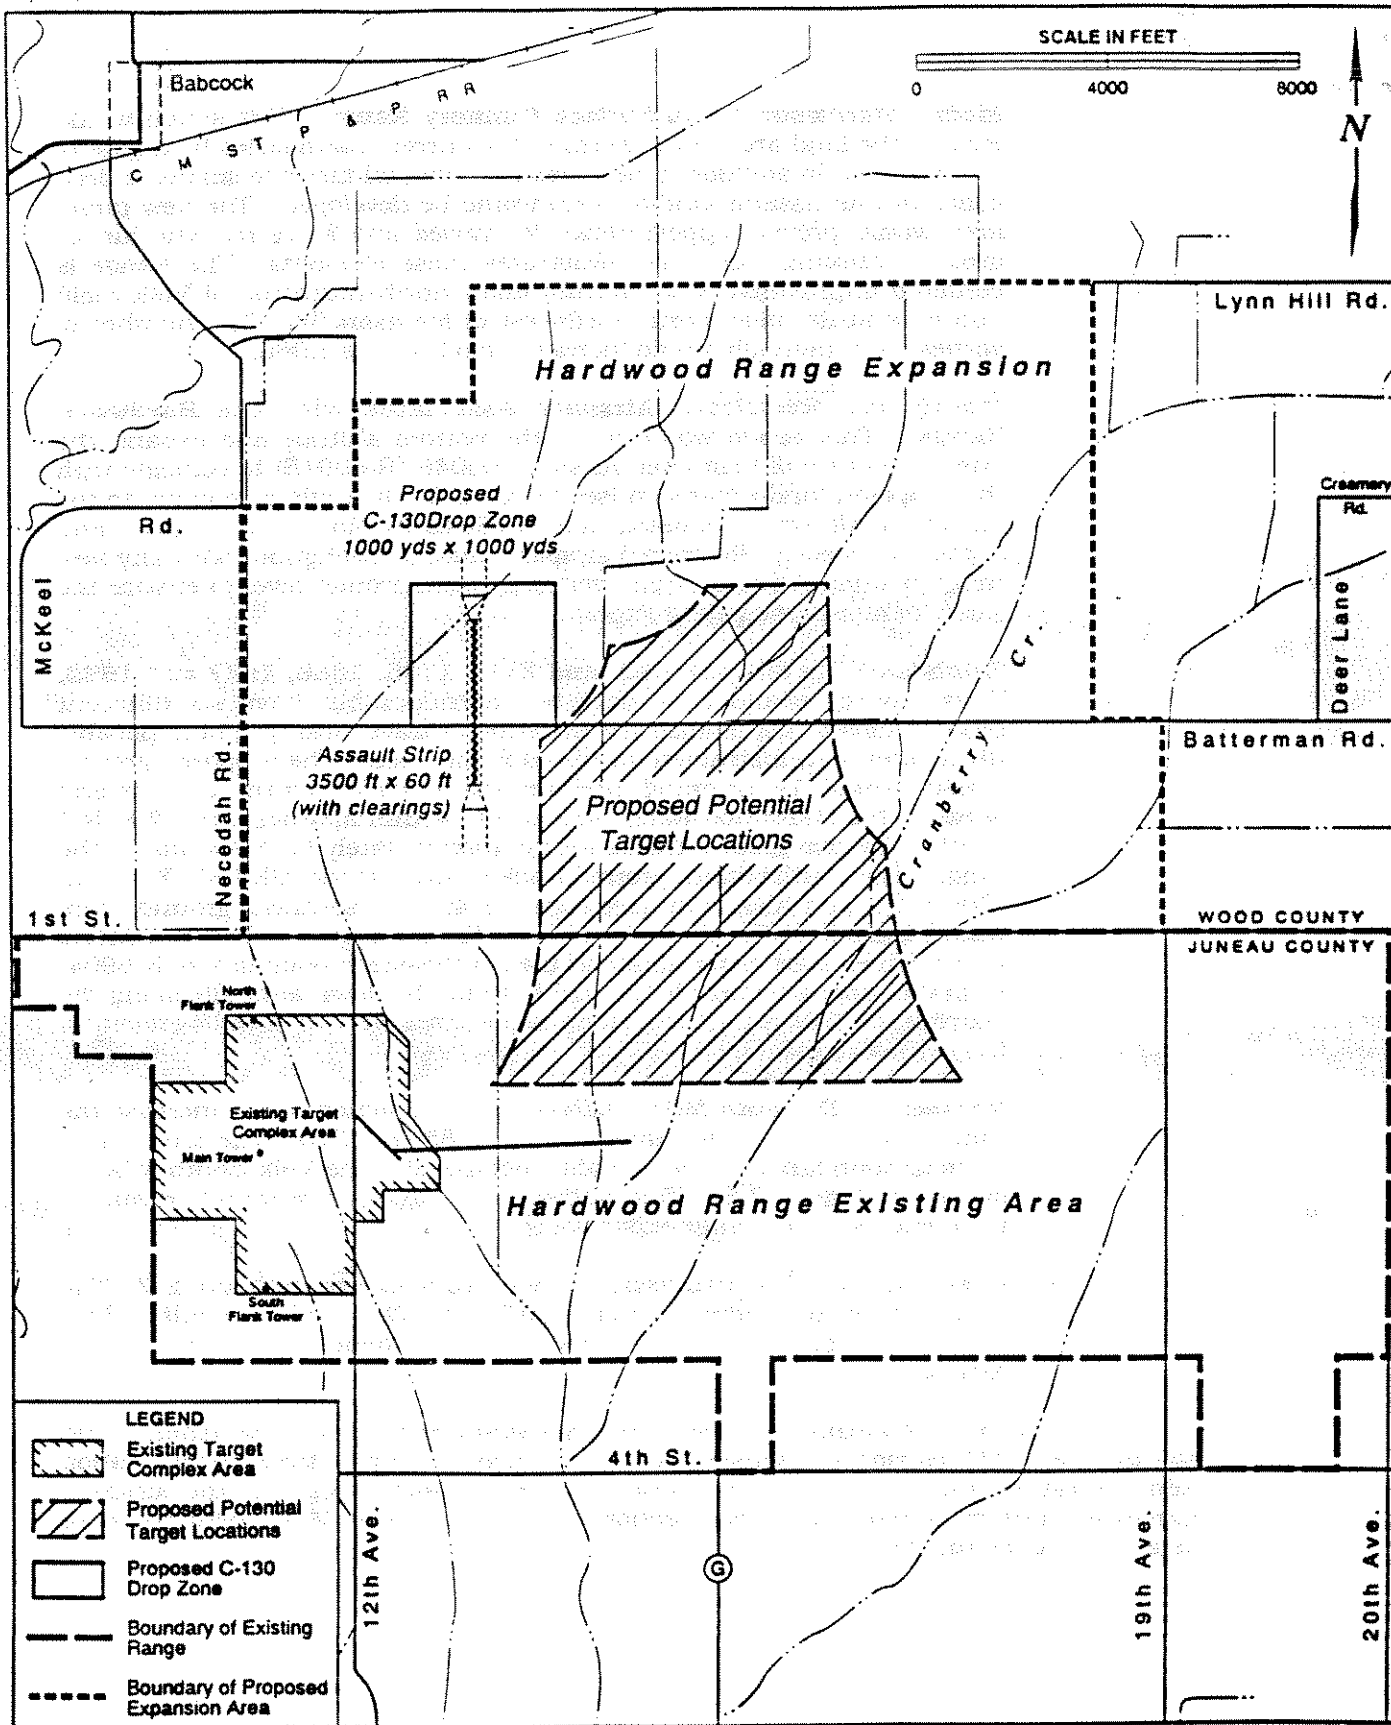 SCALE IN FEET
0 4000 8000
N
Babcock
C M ST P & P RR
Lynn Hill Rd.
Hardwood Range Expansion
Proposed
C-130Drop Zone
1000 yds x 1000 yds
Creamery
Rd.
Rd.
McKeel
Deer Lane
Cranberry Cr.
Necedah Rd.
Assault Strip
3500 ft x 60 ft
(with clearings)
Batterman Rd.
Proposed Potential
Target Locations
1st St.
WOOD COUNTY
JUNEAU COUNTY
North
Flank Tower
Existing Target
Complex Area
Main Tower
Hardwood Range Existing Area
South
Flank Tower
4th St.
G
12th Ave.
19th Ave.
20th Ave.
LEGEND
Existing Target
Complex Area
Proposed Potential
Target Locations
Proposed C-130
Drop Zone
Boundary of Existing
Range
Boundary of Proposed
Expansion Area